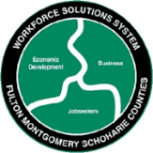 WORKFORCE SOLUTIONS SYSTEM
Economic
Development
Business
Jobseekers
FULTON MONTGOMERY SCHOHARIE COUNTIES